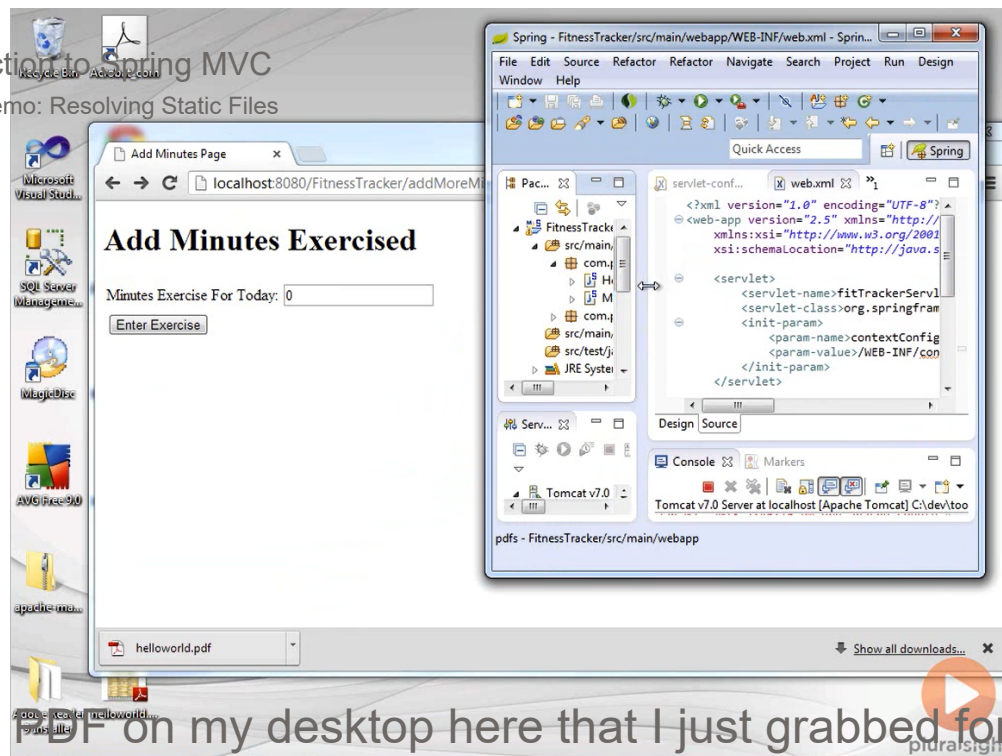 ction to Spring MVC
emo: Resolving Static Files
Recycle Bin
Microsoft
Visual Stud...
SQL Server
Manageme...
MagicDisc
AVG Free 9.0
apache-ma...
helloworld....
Add Minutes Page
localhost:8080/FitnessTracker/addMoreMi
Add Minutes Exercised
Minutes Exercise For Today: 0
Enter Exercise
helloworld.pdf
Show all downloads...
Spring - FitnessTracker/src/main/webapp/WEB-INF/web.xml - Sprin...
File Edit Source Refactor Refactor Navigate Search Project Run Design
Window Help
Quick Access
Spring
Pac...
FitnessTracke
src/main,
com.p
H
M
com.p
src/main,
src/test/j
JRE Syster
Serv...
Tomcat v7.0
servlet-conf...
web.xml
»1
<?xml version="1.0" encoding="UTF-8"?
<web-app version="2.5" xmlns="http://
xmlns:xsi="http://www.w3.org/2001
xsi:schemaLocation="http://java.s
<servlet>
<servlet-name>fitTrackerServl
<servlet-class>org.springfram
<init-param>
<param-name>contextConfig
<param-value>/WEB-INF/con
</init-param>
</servlet>
Design Source
Console Markers
Tomcat v7.0 Server at localhost [Apache Tomcat] C:\dev\too
pdfs - FitnessTracker/src/main/webapp
PDF on my desktop here that I just grabbed for
pluralsigh